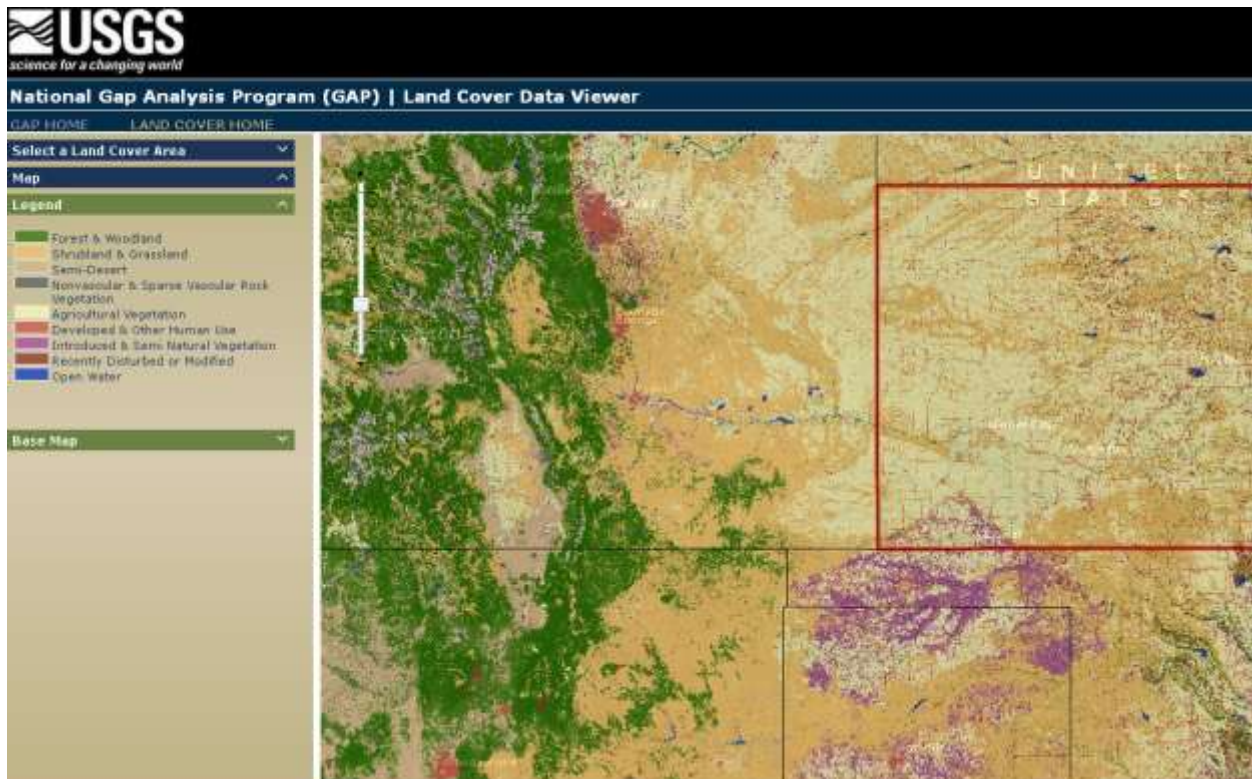 USGS
science for a changing world
National Gap Analysis Program (GAP) | Land Cover Data Viewer
GAP HOME LAND COVER HOME
Select a Land Cover Area
Map
Legend
Forest & Woodland
Shrubland & Grassland
Semi-Desert
Nonvascular & Sparse Vascular Rock
Vegetation
Agricultural Vegetation
Developed & Other Human Use
Introduced & Semi Natural Vegetation
Recently Disturbed or Modified
Open Water
Base Map
UNITED
STATES